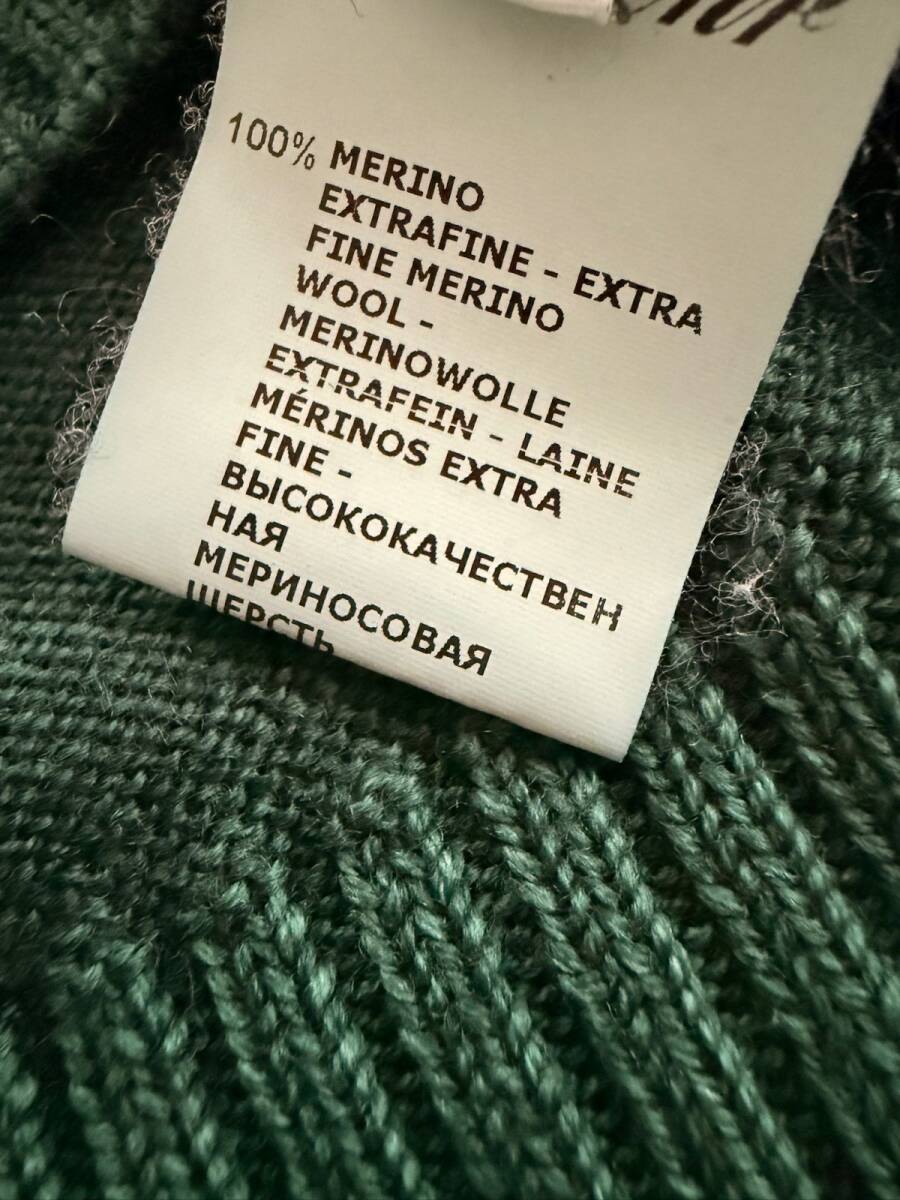 100% MERINO
EXTRAFINE - EXTRA
FINE MERINO
WOOL -
MERINOWOLLE
EXTRAFEIN - LAINE
MÉRINOS EXTRA
FINE -
ВЫСОКОКАЧЕСТВЕН
НАЯ
МЕРИНОСОВАЯ
ШЕРСТЬ